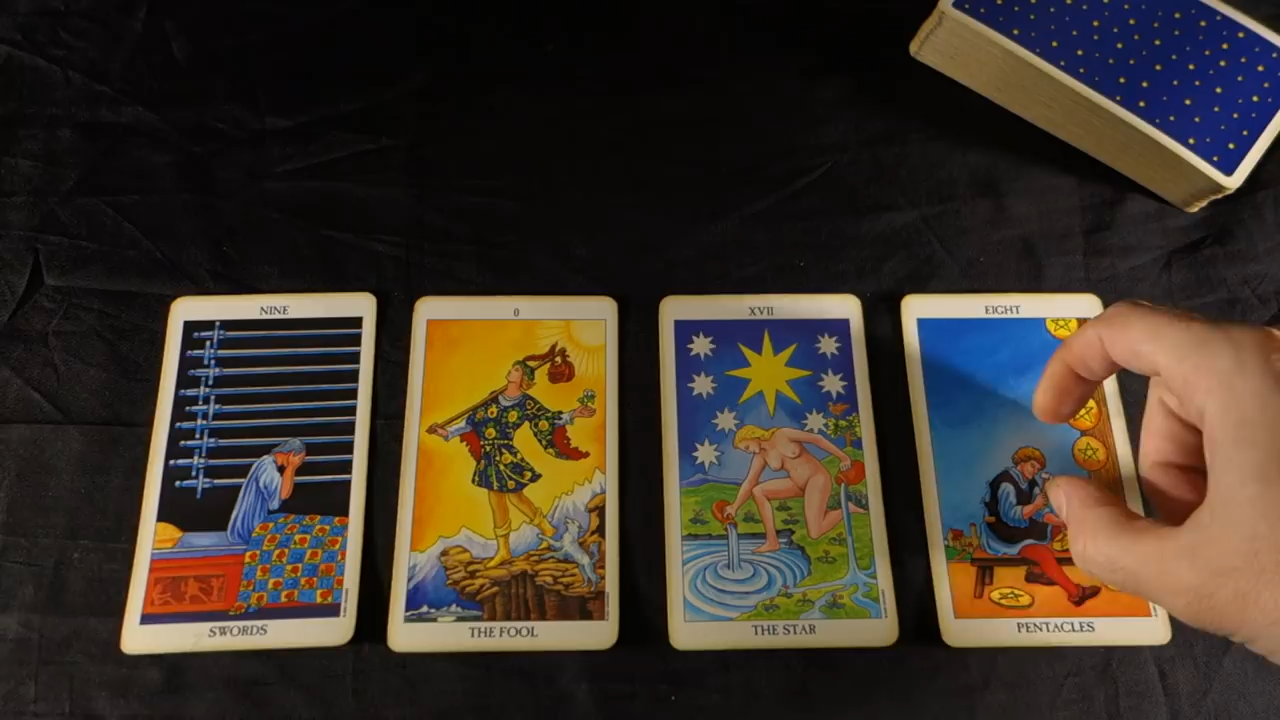 NINE
SWORDS
0
THE FOOL
XVII
THE STAR
EIGHT
PENTACLES